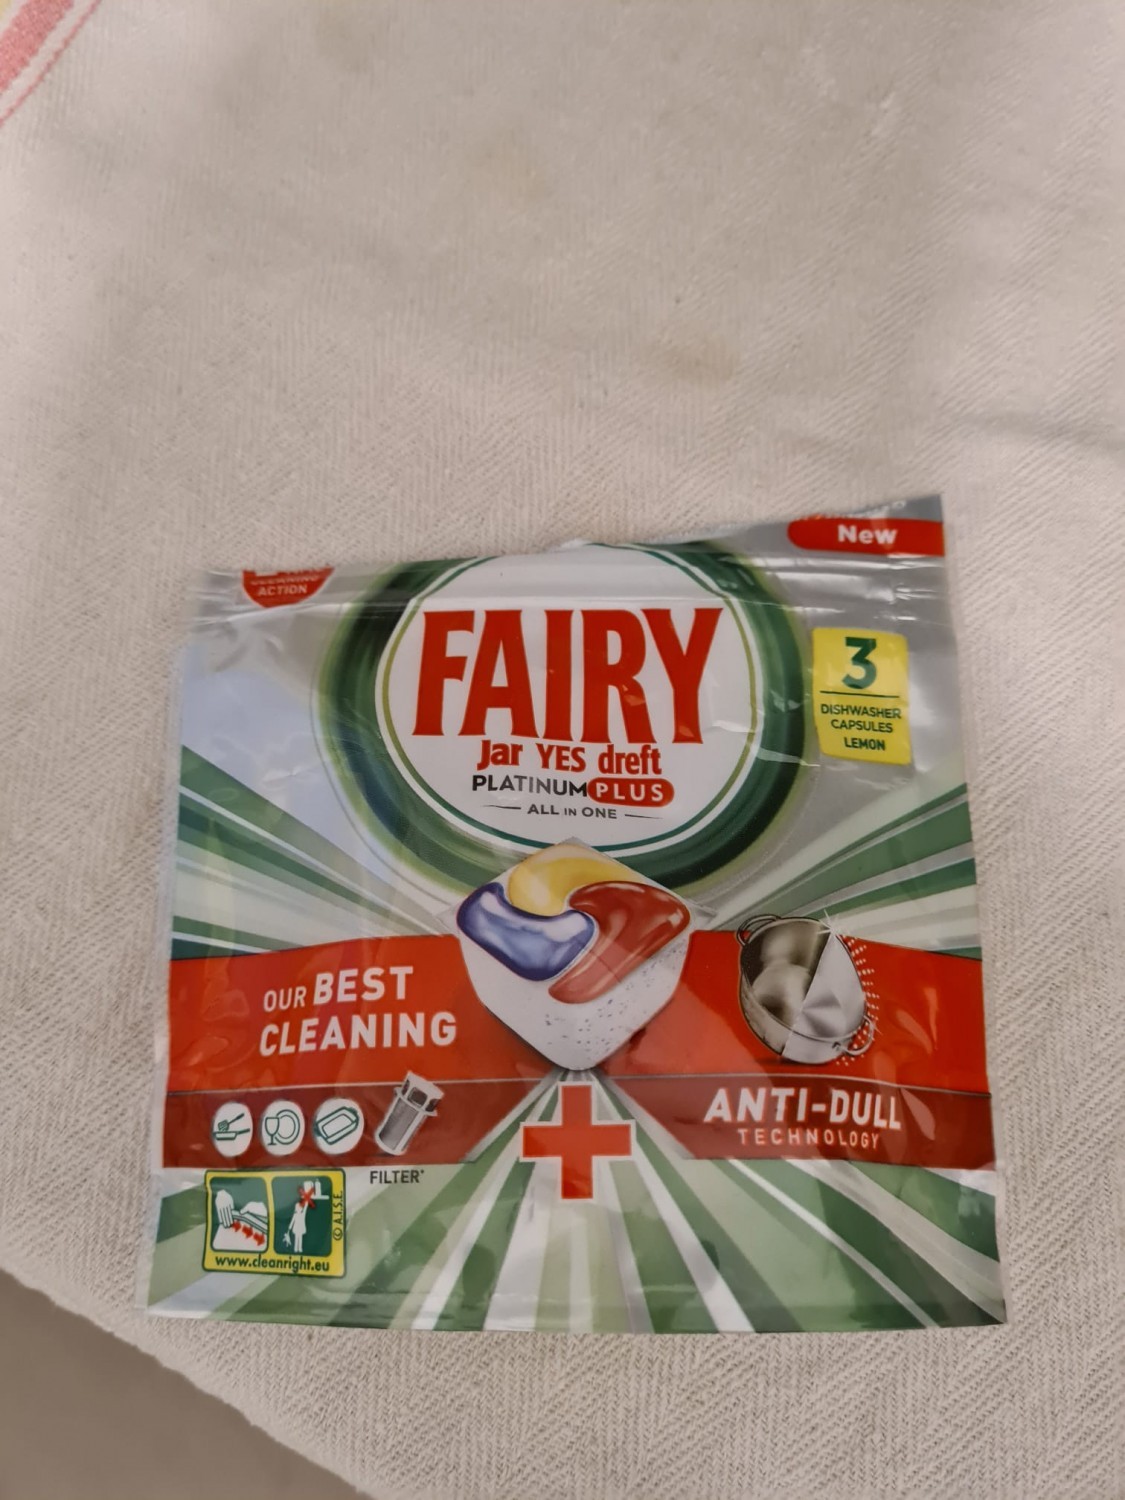 New
CLEANING
ACTION
FAIRY
Jar YES dreft
PLATINUM PLUS
ALL IN ONE
3
DISHWASHER
CAPSULES
LEMON
OUR BEST
CLEANING
ANTI-DULL
TECHNOLOGY
FILTER*
©A.I.S.E.
www.cleanright.eu